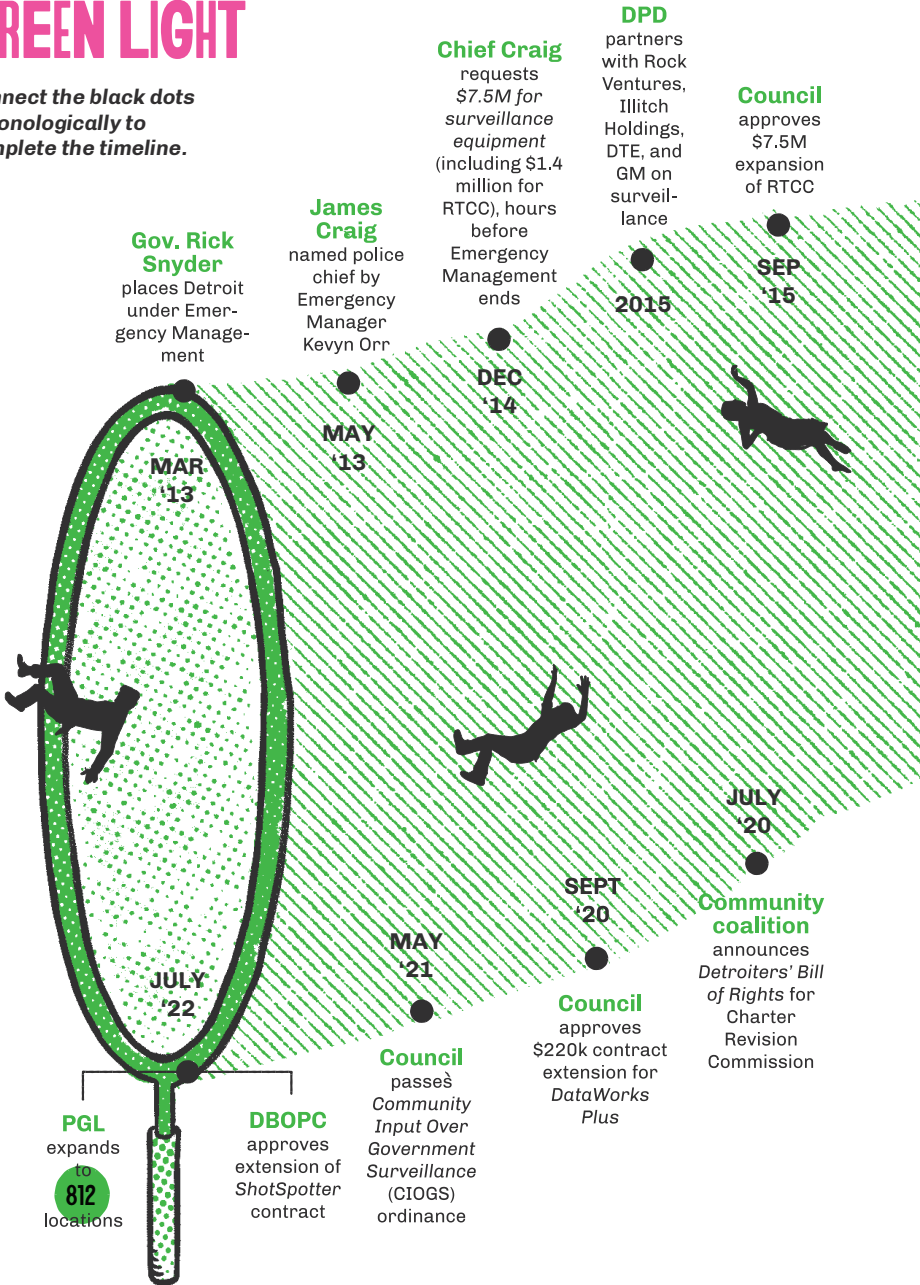 REEN LIGHT
nnect the black dots
onologically to
nplete the timeline.
Gov. Rick
Snyder
places Detroit
under Emer-
gency Manage-
ment
MAR
‘13
James
Craig
named police
chief by
Emergency
Manager
Kevyn Orr
MAY
‘13
Chief Craig
requests
$7.5M for
surveillance
equipment
(including $1.4
million for
RTCC), hours
before
Emergency
Management
ends
DEC
‘14
DPD
partners
with Rock
Ventures,
Illitch
Holdings,
DTE, and
GM on
surveil-
lance
2015
Council
approves
$7.5M
expansion
of RTCC
SEP
‘15
JULY
‘20
Community
coalition
announces
Detroiters’ Bill
of Rights for
Charter
Revision
Commission
SEPT
‘20
Council
approves
$220k contract
extension for
DataWorks
Plus
MAY
‘21
Council
passes
Community
Input Over
Government
Surveillance
(CIOGS)
ordinance
JULY
‘22
PGL
expands
to
812
locations
DBOPC
approves
extension of
ShotSpotter
contract